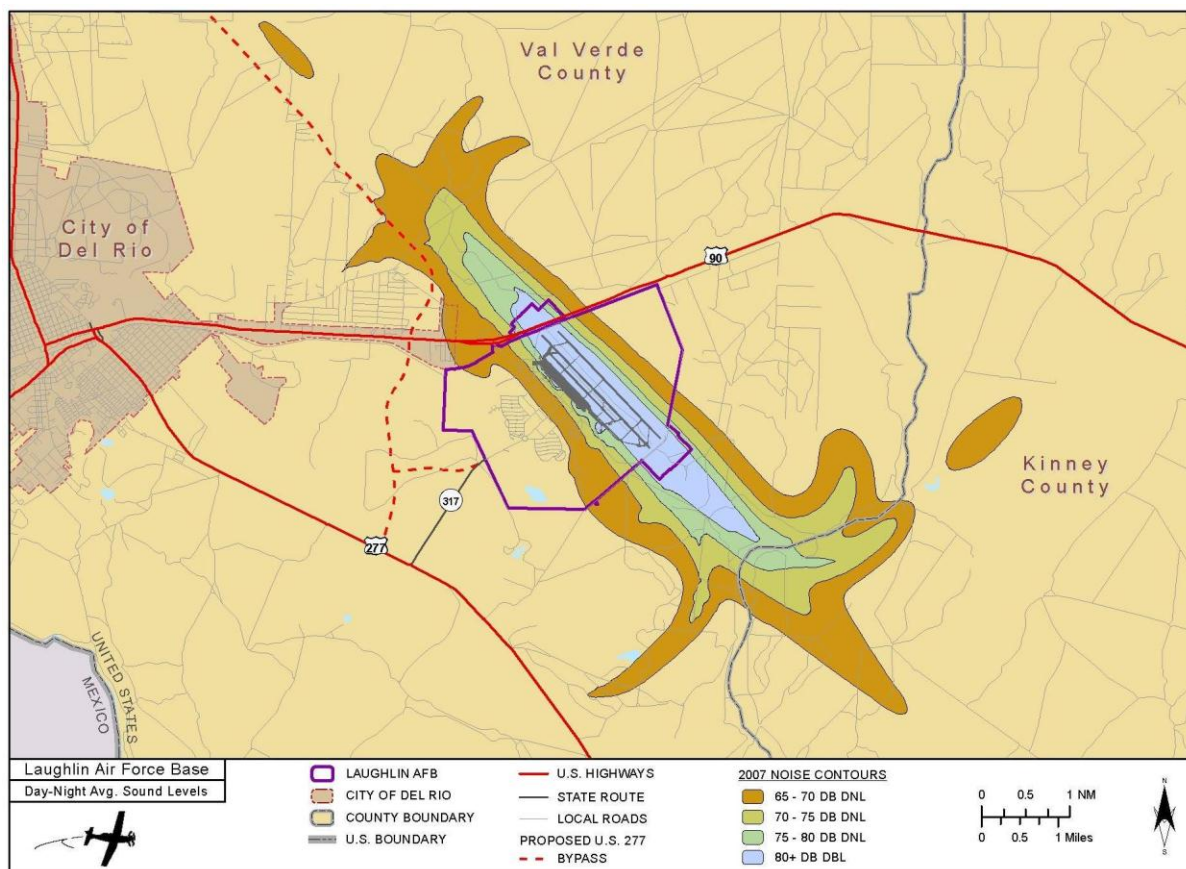 Val Verde
County
City of
Del Rio
90
Kinney
County
317
277
UNITED STATES
MEXICO
Laughlin Air Force Base
Day-Night Avg. Sound Levels
LAUGHLIN AFB
CITY OF DEL RIO
COUNTY BOUNDARY
U.S. BOUNDARY
U.S. HIGHWAYS
STATE ROUTE
LOCAL ROADS
PROPOSED U.S. 277
BYPASS
2007 NOISE CONTOURS
65 - 70 DB DNL
70 - 75 DB DNL
75 - 80 DB DNL
80+ DB DBL
0 0.5 1 NM
0 0.5 1 Miles
N
S